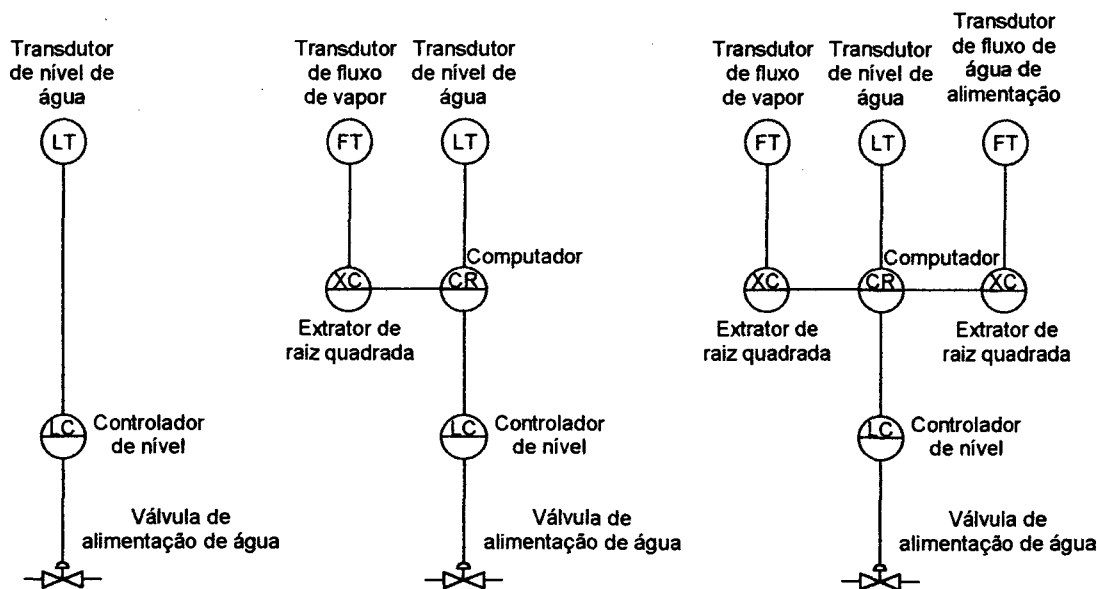 Transdutor
de nível de
água
LT
Controlador
de nível
LC
Válvula de
alimentação de água
Transdutor
de fluxo
de vapor
FT
Transdutor
de nível de
água
LT
Computador
XC
CR
Extrator de
raiz quadrada
Controlador
de nível
LC
Válvula de
alimentação de água
Transdutor
de fluxo
de vapor
FT
Transdutor
de nível de
água
LT
Transdutor
de fluxo de
água de
alimentação
FT
Computador
XC
CR
XC
Extrator de
raiz quadrada
Extrator de
raiz quadrada
Controlador
de nível
LC
Válvula de
alimentação de água